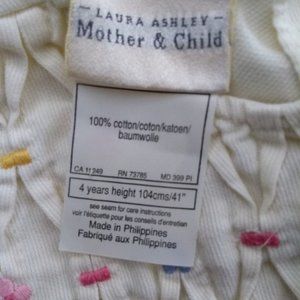 LAURA ASHLEY
Mother & Child
100% cotton/coton/katoen/
baumwolle
CA 11249 RN 73785 MD 399 PI
4 years height 104cms/41"
see seam for care instructions
voir l'étiquette pour les conseils d'entretien
Made in Philippines
Fabriqué aux Philippines